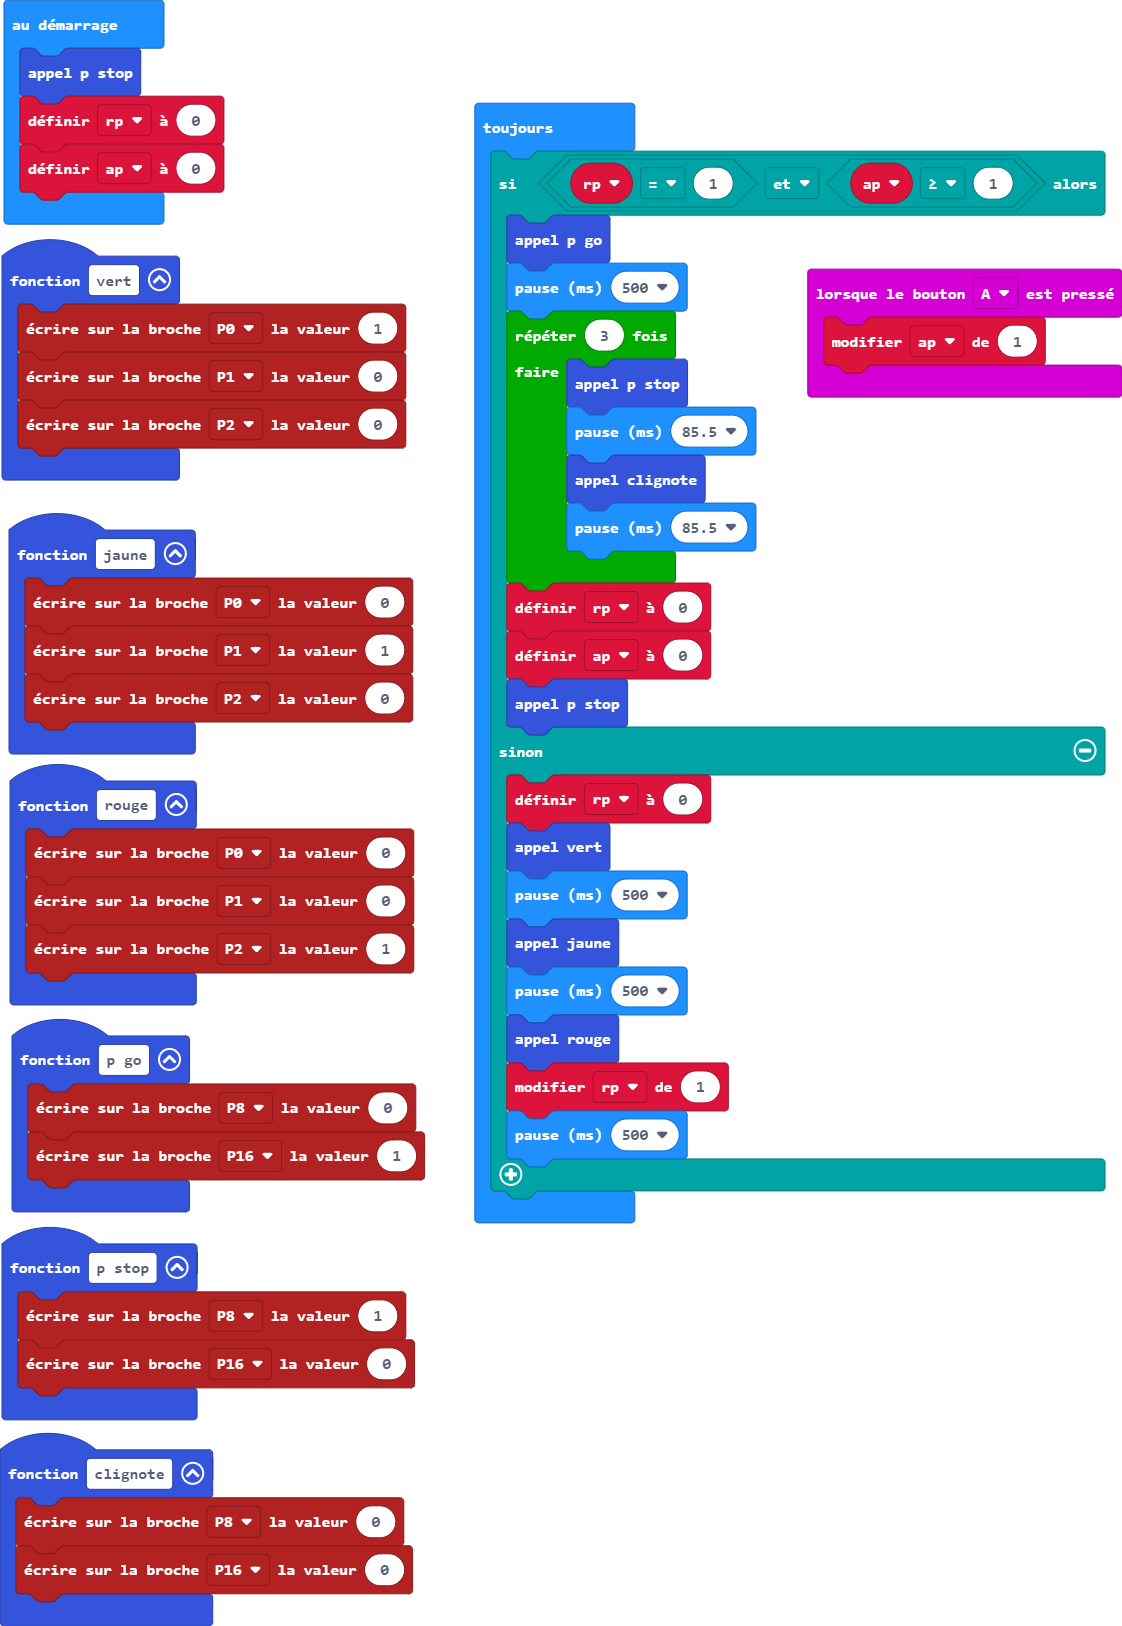 au démarrage
appel p stop
définir rp à 0
définir ap à 0
fonction vert
écrire sur la broche P0 la valeur 1
écrire sur la broche P1 la valeur 0
écrire sur la broche P2 la valeur 0
fonction jaune
écrire sur la broche P0 la valeur 0
écrire sur la broche P1 la valeur 1
écrire sur la broche P2 la valeur 0
fonction rouge
écrire sur la broche P0 la valeur 0
écrire sur la broche P1 la valeur 0
écrire sur la broche P2 la valeur 1
fonction p go
écrire sur la broche P8 la valeur 0
écrire sur la broche P16 la valeur 1
fonction p stop
écrire sur la broche P8 la valeur 1
écrire sur la broche P16 la valeur 0
fonction clignote
écrire sur la broche P8 la valeur 0
écrire sur la broche P16 la valeur 0
toujours
si rp = 1 et ap ≥ 1 alors
appel p go
pause (ms) 500
répéter 3 fois
faire
appel p stop
pause (ms) 85.5
appel clignote
pause (ms) 85.5
définir rp à 0
définir ap à 0
appel p stop
sinon
définir rp à 0
appel vert
pause (ms) 500
appel jaune
pause (ms) 500
appel rouge
modifier rp de 1
pause (ms) 500
lorsque le bouton A est pressé
modifier ap de 1